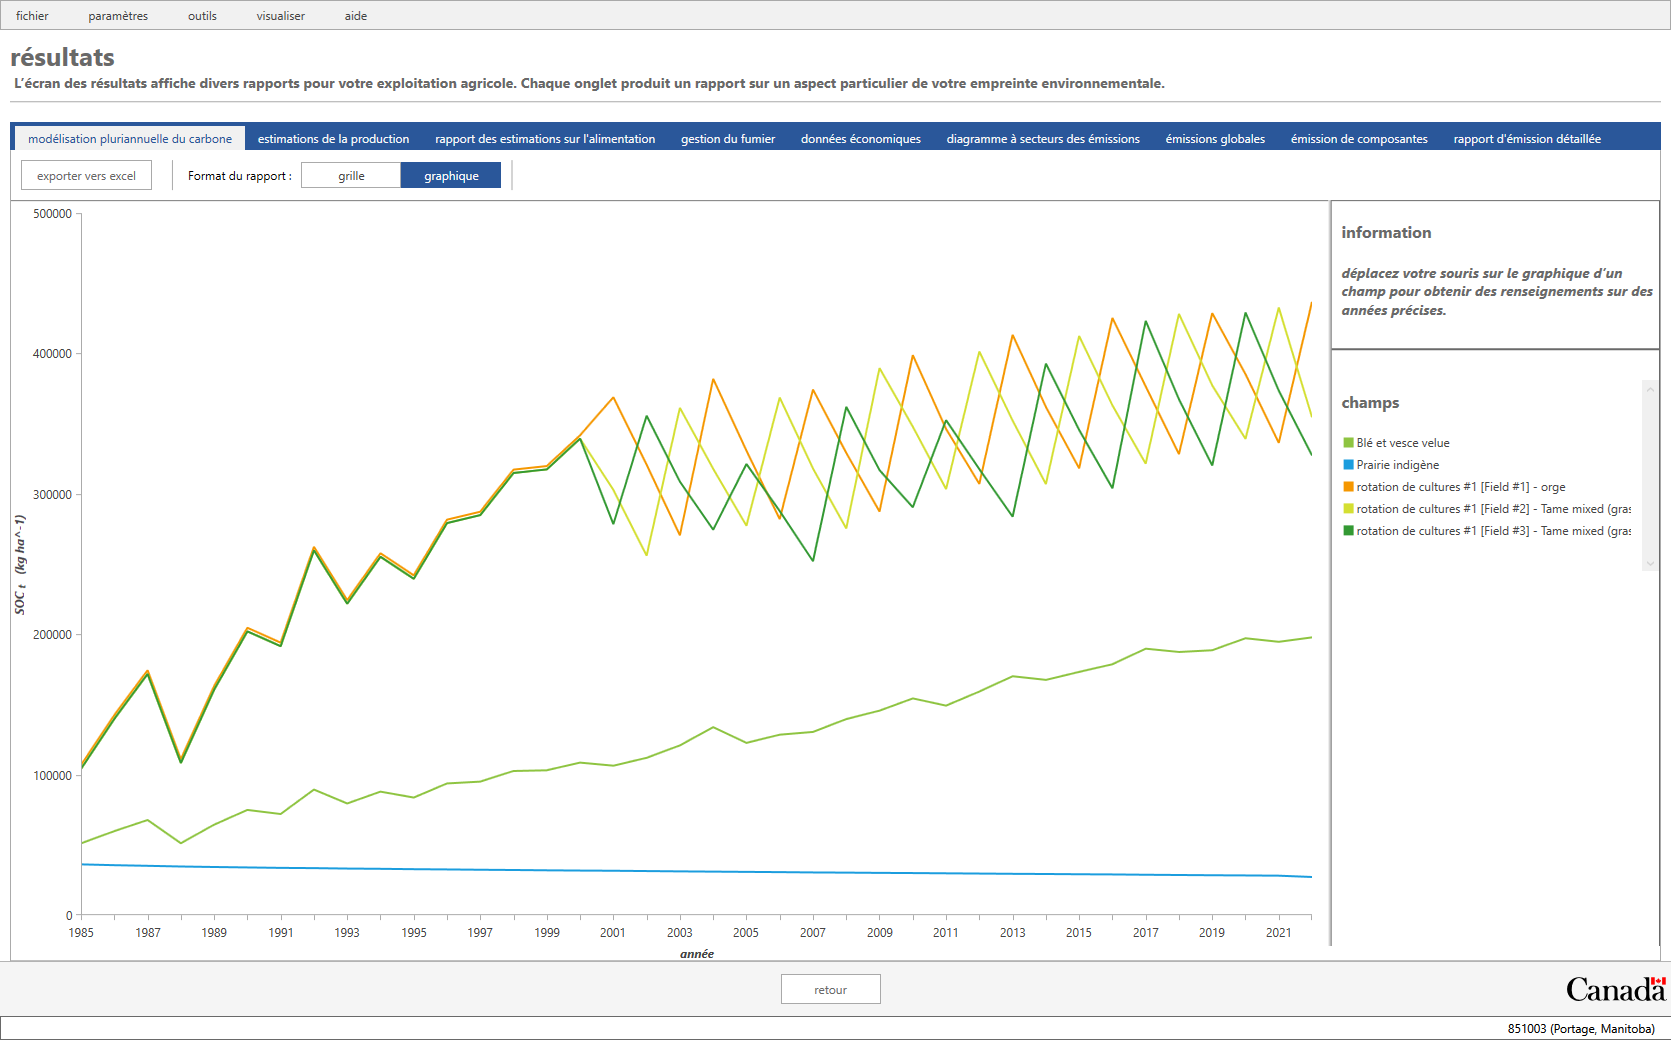 fichier paramètres outils visualiser aide
résultats
L'écran des résultats affiche divers rapports pour votre exploitation agricole. Chaque onglet produit un rapport sur un aspect particulier de votre empreinte environnementale.
modélisation pluriannuelle du carbone estimations de la production rapport des estimations sur l'alimentation gestion du fumier données économiques diagramme à secteurs des émissions émissions globales émission de composantes rapport d'émission détaillée
exporter vers excel Format du rapport : grille graphique
500000
400000
300000
200000
100000
0
SOC t (kg ha^-1)
1985 1987 1989 1991 1993 1995 1997 1999 2001 2003 2005 2007 2009 2011 2013 2015 2017 2019 2021
année
information
déplacez votre souris sur le graphique d'un
champ pour obtenir des renseignements sur des
années précises.
champs
Blé et vesce velue
Prairie indigène
rotation de cultures #1 [Field #1] - orge
rotation de cultures #1 [Field #2] - Tame mixed (gras
rotation de cultures #1 [Field #3] - Tame mixed (gras
retour
Canada
851003 (Portage, Manitoba)